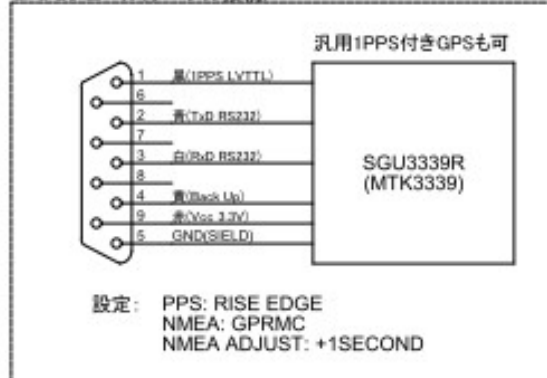 汎用1PPS付きGPSも可
1 黒(1PPS LVTTL)
6
2 青(TxD RS232)
7
3 白(RxD RS232)
8
4 黄(Back Up)
9 赤(Vcc 3.3V)
5 GND(SIELD)
SGU3339R
(MTK3339)
設定: PPS: RISE EDGE
NMEA: GPRMC
NMEA ADJUST: +1SECOND